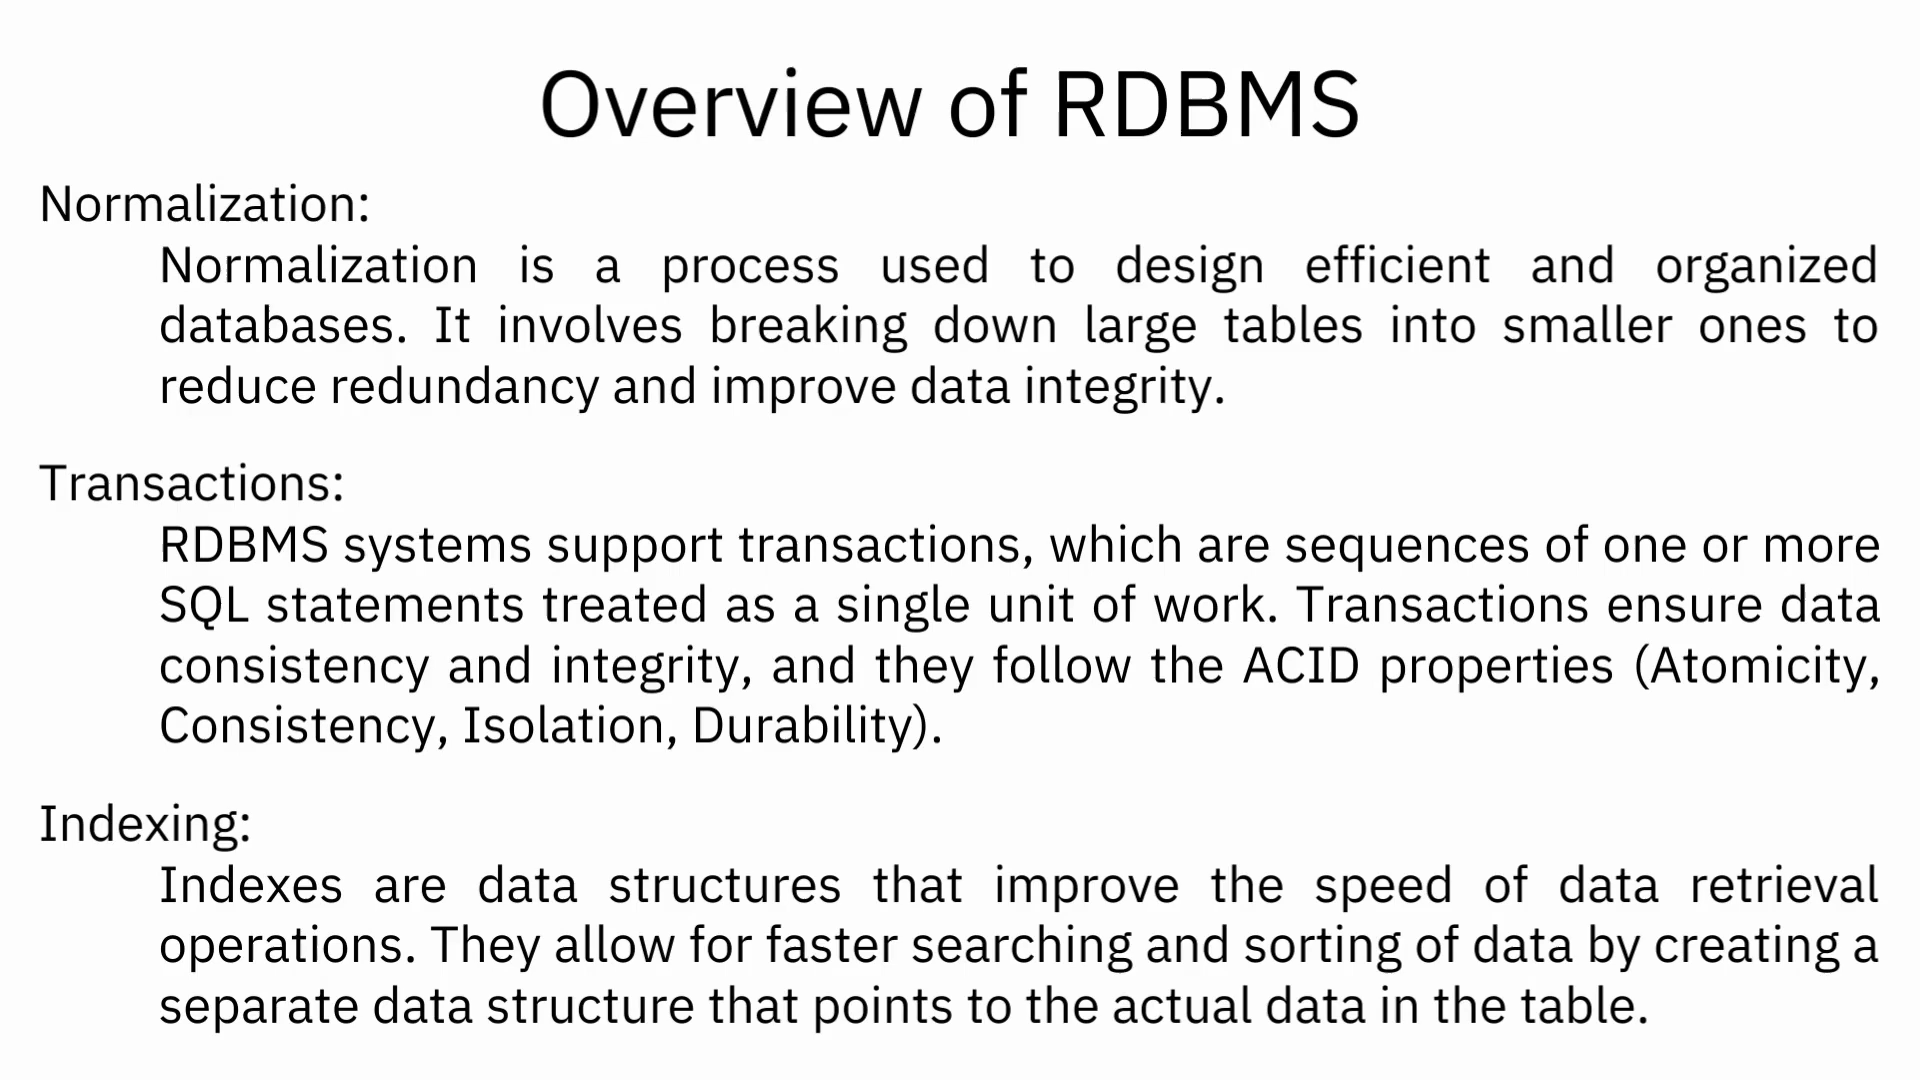 Overview of RDBMS
Normalization:
Normalization is a process used to design efficient and organized
databases. It involves breaking down large tables into smaller ones to
reduce redundancy and improve data integrity.
Transactions:
RDBMS systems support transactions, which are sequences of one or more
SQL statements treated as a single unit of work. Transactions ensure data
consistency and integrity, and they follow the ACID properties (Atomicity,
Consistency, Isolation, Durability).
Indexing:
Indexes are data structures that improve the speed of data retrieval
operations. They allow for faster searching and sorting of data by creating a
separate data structure that points to the actual data in the table.